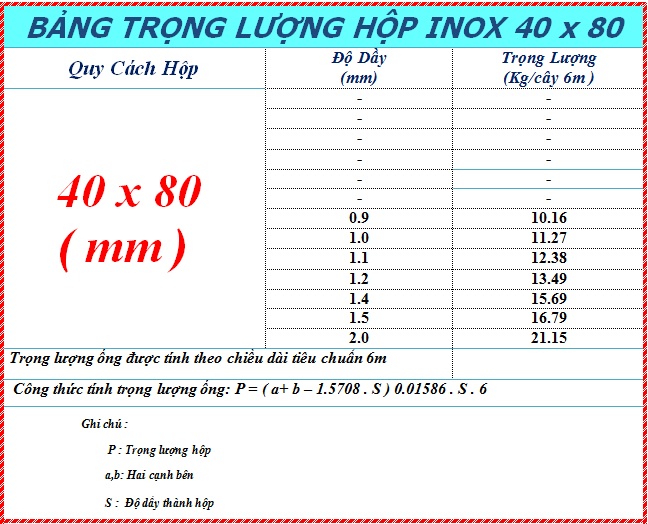 BẢNG TRỌNG LƯỢNG HỘP INOX 40 x 80
Quy Cách Hộp
Độ Dầy
(mm)
Trọng Lượng
(Kg/cây 6m )
40 x 80
( mm )
- -
- -
- -
- -
- -
- -
0.9 10.16
1.0 11.27
1.1 12.38
1.2 13.49
1.4 15.69
1.5 16.79
2.0 21.15
Trọng lượng ống được tính theo chiều dài tiêu chuẩn 6m
Công thức tính trọng lượng ống: P = ( a+ b – 1.5708 . S ) 0.01586 . S . 6
Ghi chú :
P : Trọng lượng hộp
a,b: Hai cạnh bên
S : Độ dầy thành hộp